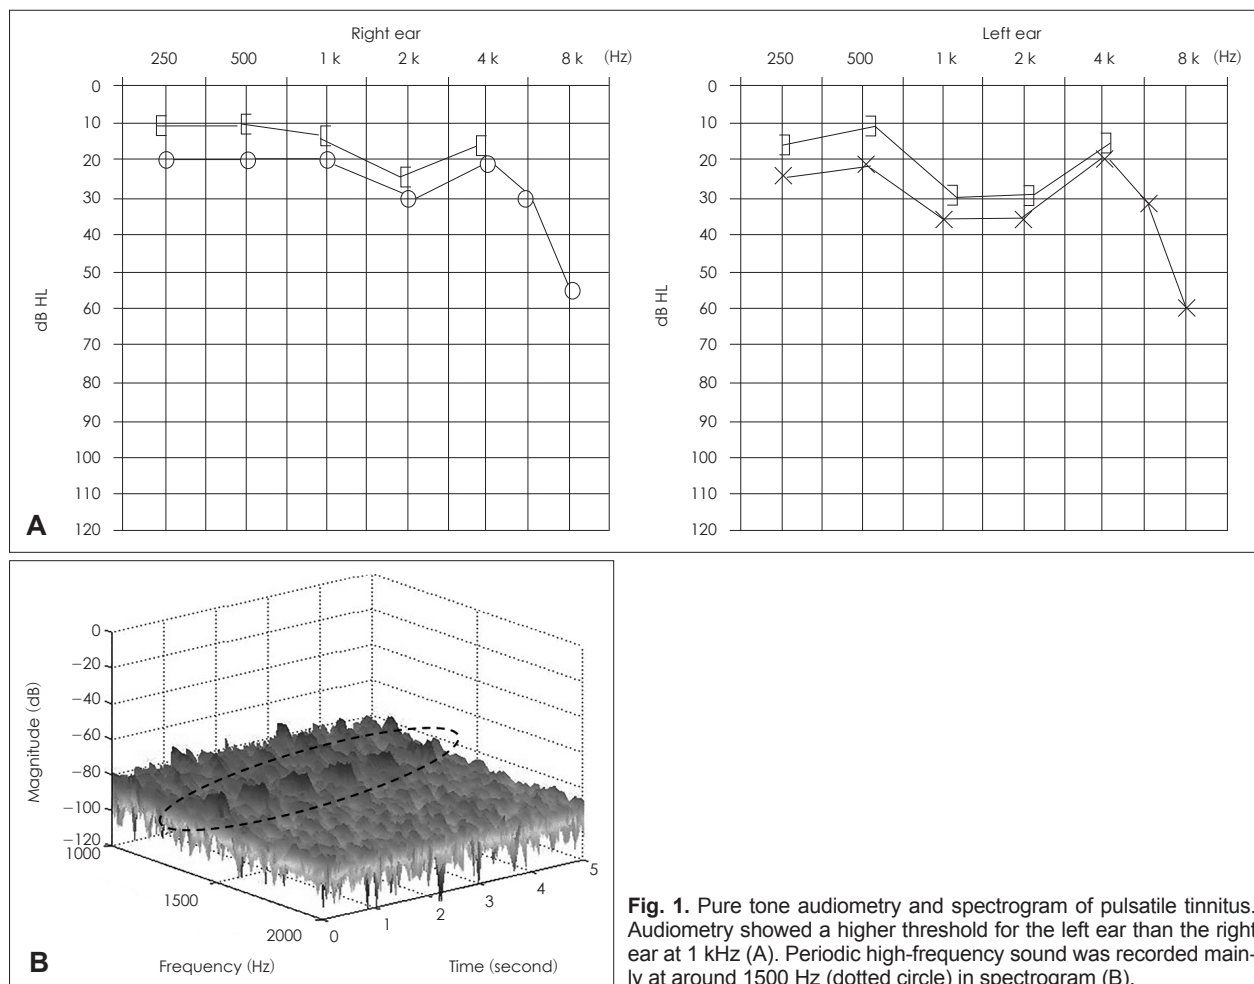 Right ear
250 500 1 k 2 k 4 k 8 k (Hz)
0
10
20
30
40
50
60
70
80
90
100
110
120
dB HL
A
Left ear
250 500 1 k 2 k 4 k 8 k (Hz)
0
10
20
30
40
50
60
70
80
90
100
110
120
dB HL
0
−20
−40
−60
−80
−100
−120
Magnitude (dB)
1000
1500
2000
0
1
2
3
4
5
Frequency (Hz)
Time (second)
B
Fig. 1. Pure tone audiometry and spectrogram of pulsatile tinnitus.
Audiometry showed a higher threshold for the left ear than the right
ear at 1 kHz (A). Periodic high-frequency sound was recorded main-
ly at around 1500 Hz (dotted circle) in spectrogram (B).